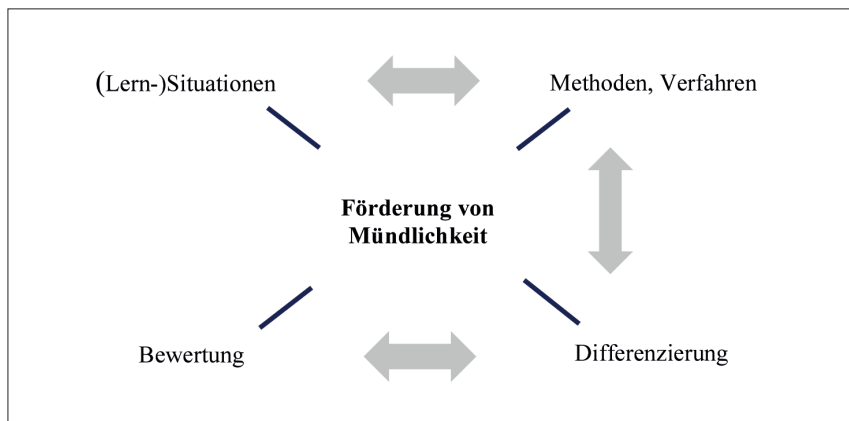 (Lern-)Situationen
Methoden, Verfahren
Förderung von
Mündlichkeit
Bewertung
Differenzierung